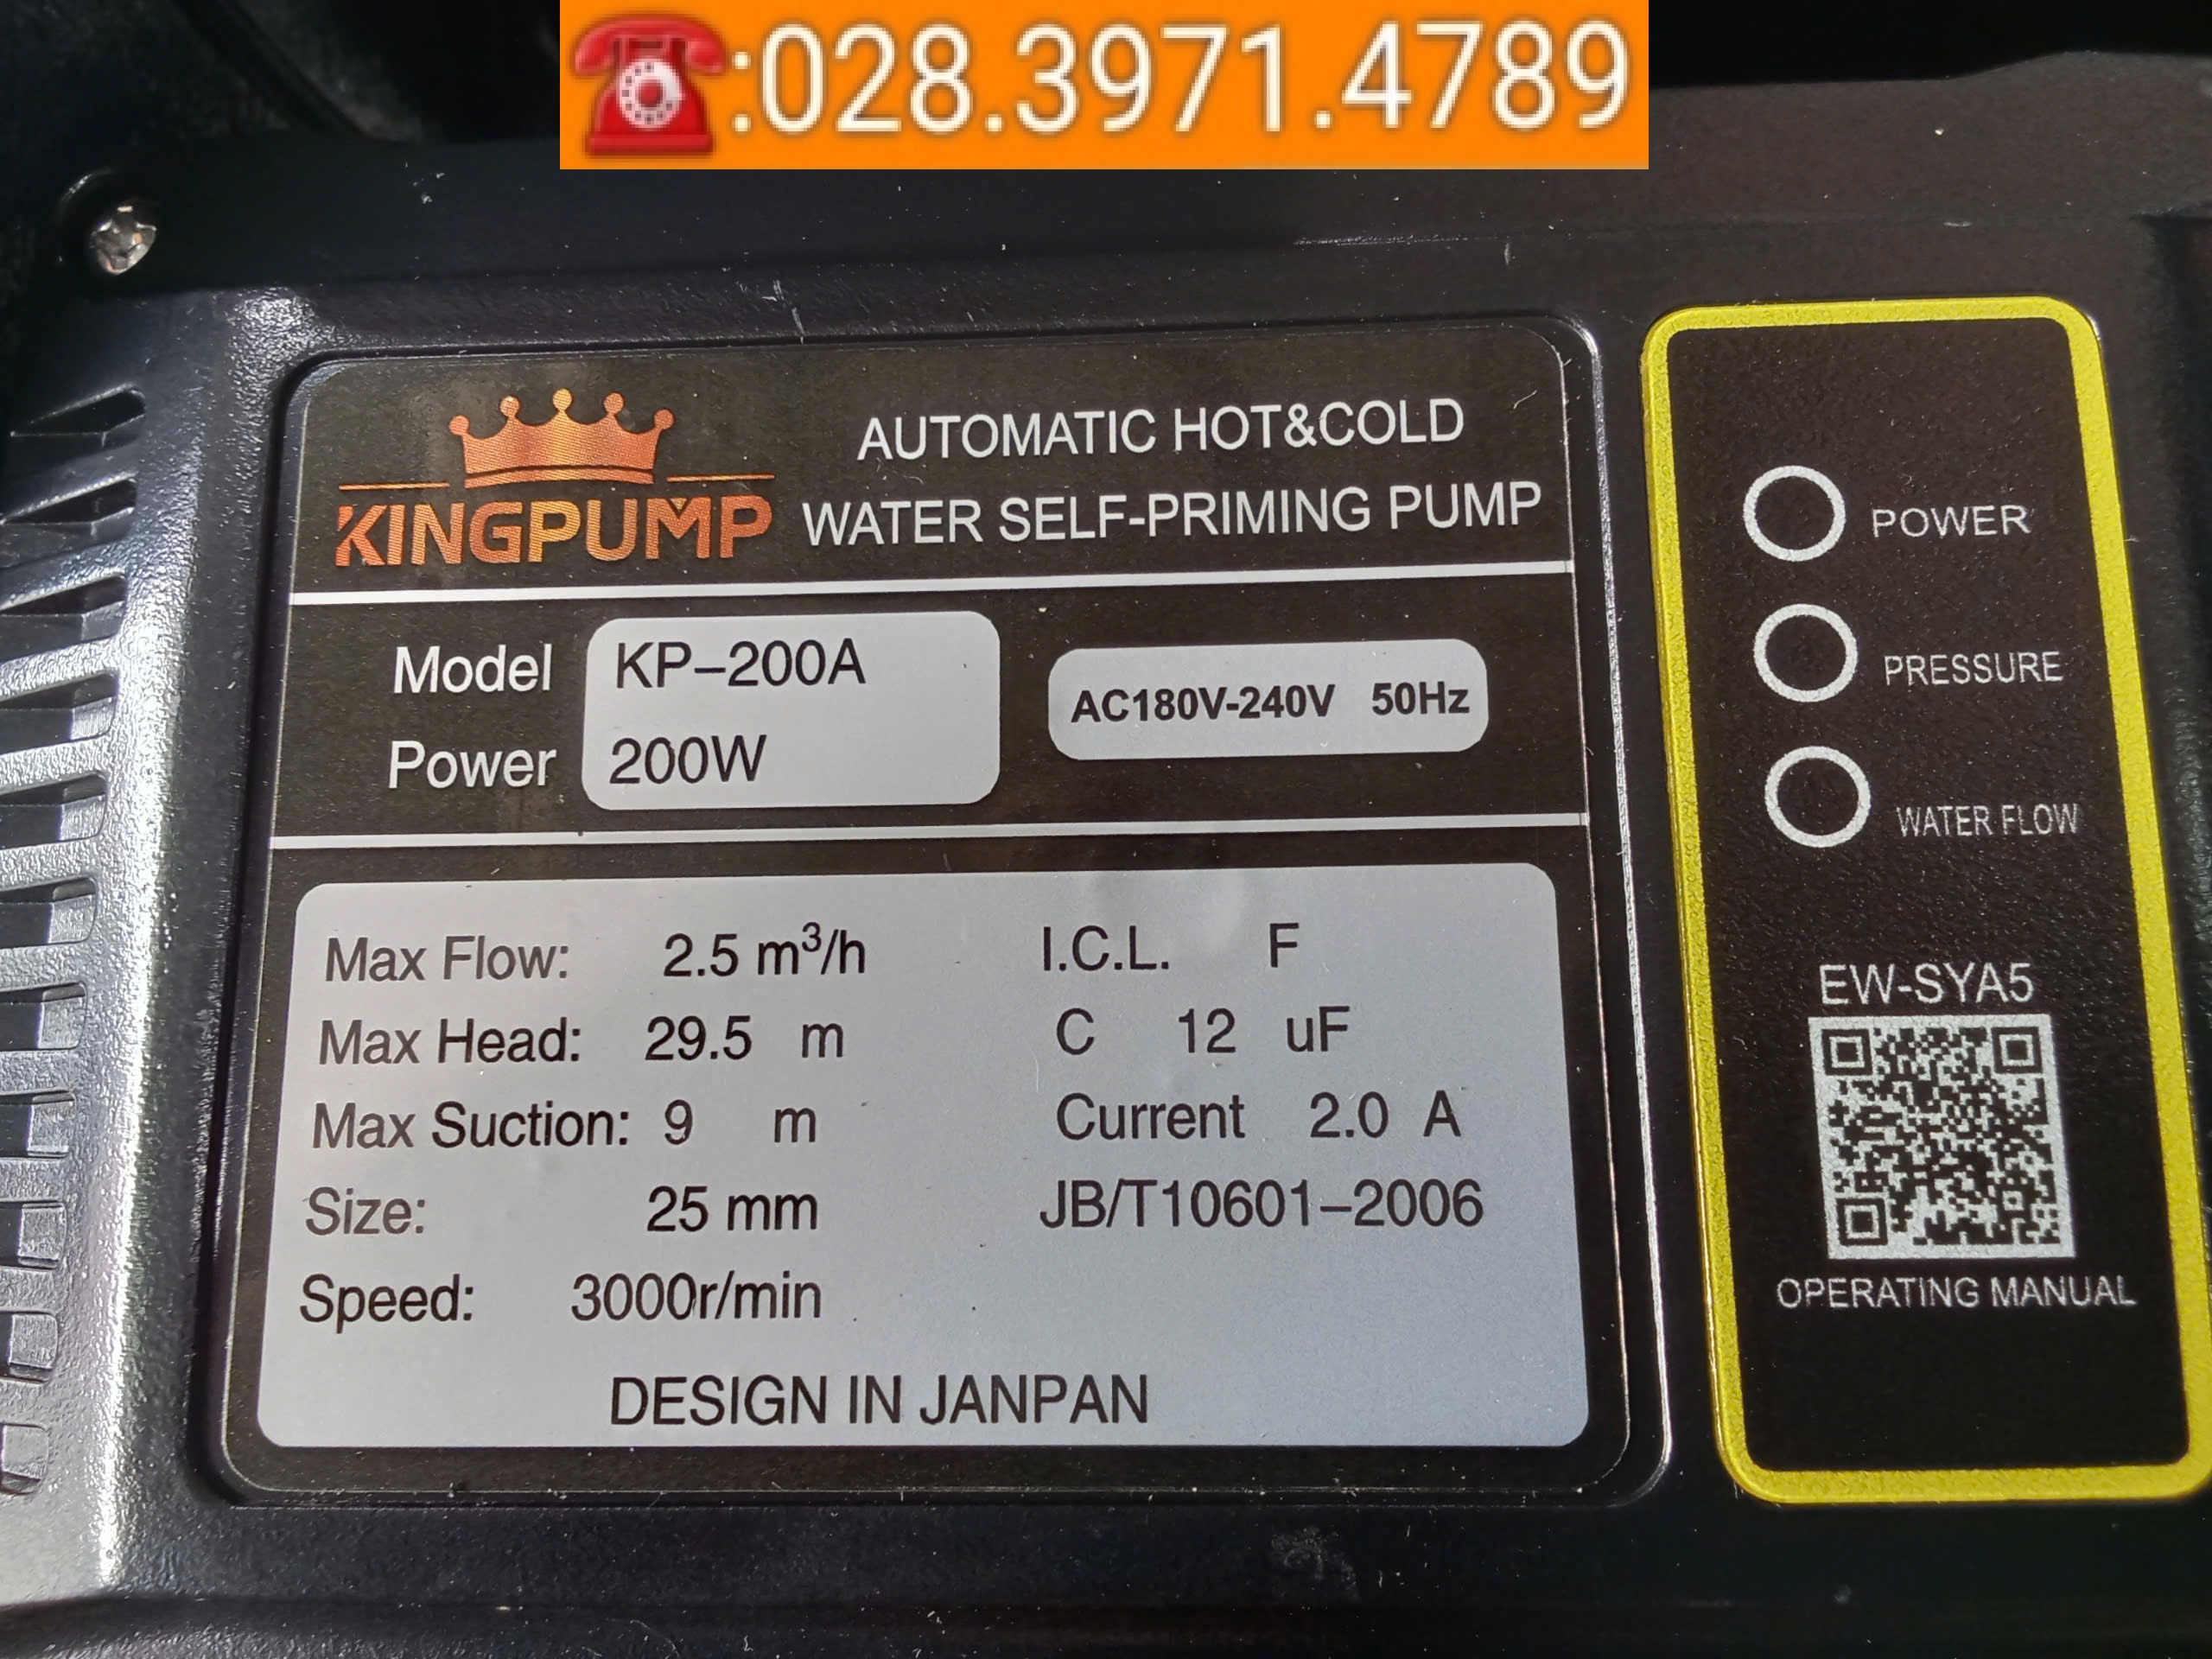 ☎:028.3971.4789
KINGPUMP
AUTOMATIC HOT&COLD
WATER SELF-PRIMING PUMP
Model KP-200A
Power 200W
AC180V-240V 50Hz
Max Flow: 2.5 m³/h
Max Head: 29.5 m
Max Suction: 9 m
Size: 25 mm
Speed: 3000r/min
I.C.L. F
C 12 uF
Current 2.0 A
JB/T10601-2006
DESIGN IN JANPAN
POWER
PRESSURE
WATER FLOW
EW-SYA5
OPERATING MANUAL